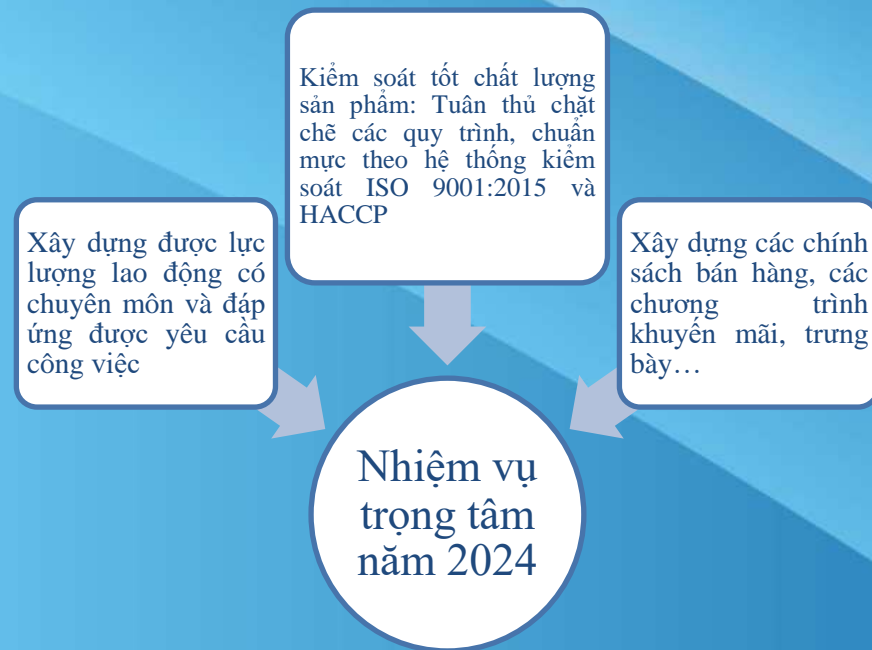 Kiểm soát tốt chất lượng
sản phẩm: Tuân thủ chặt
chẽ các quy trình, chuẩn
mực theo hệ thống kiểm
soát ISO 9001:2015 và
HACCP
Xây dựng được lực
lượng lao động có
chuyên môn và đáp
ứng được yêu cầu
công việc
Xây dựng các chính
sách bán hàng, các
chương trình
khuyến mãi, trưng
bày…
Nhiệm vụ
trọng tâm
năm 2024